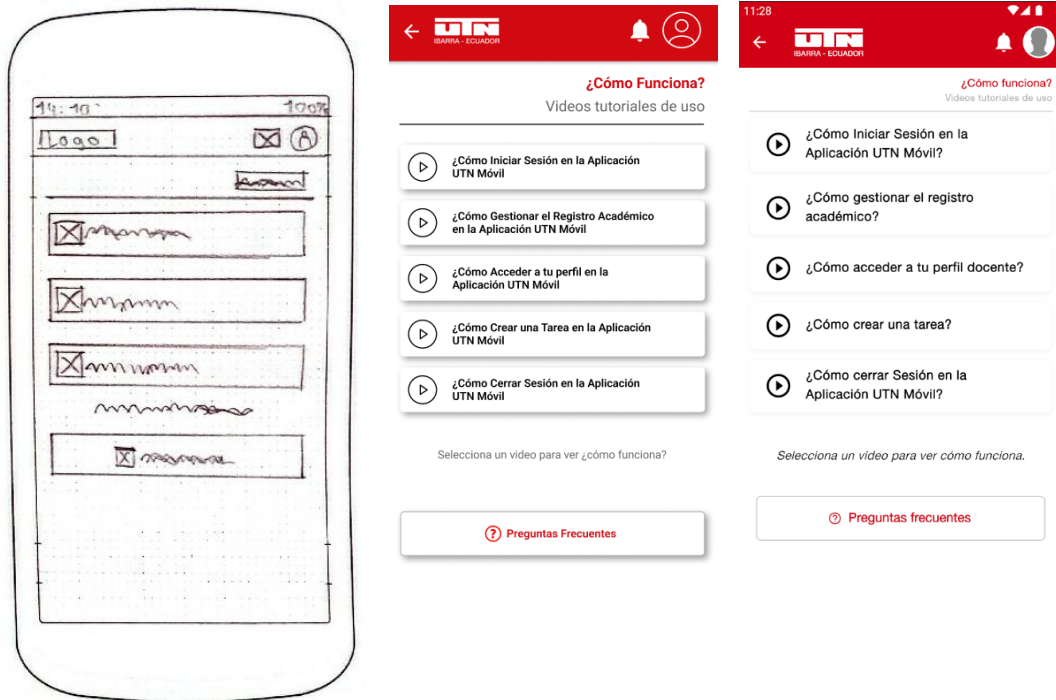 14:10
100%
Logo
UTN
IBARRA - ECUADOR
¿Cómo Funciona?
Videos tutoriales de uso
¿Cómo Iniciar Sesión en la Aplicación
UTN Móvil
¿Cómo Gestionar el Registro Académico
en la Aplicación UTN Móvil
¿Cómo Acceder a tu perfil en la
Aplicación UTN Móvil
¿Cómo Crear una Tarea en la Aplicación
UTN Móvil
¿Cómo Cerrar Sesión en la Aplicación
UTN Móvil
Selecciona un video para ver ¿cómo funciona?
? Preguntas Frecuentes
11:28
UTN
IBARRA - ECUADOR
¿Cómo funciona?
Videos tutoriales de uso
¿Cómo Iniciar Sesión en la
Aplicación UTN Móvil?
¿Cómo gestionar el registro
académico?
¿Cómo acceder a tu perfil docente?
¿Cómo crear una tarea?
¿Cómo cerrar Sesión en la
Aplicación UTN Móvil?
Selecciona un video para ver cómo funciona.
? Preguntas frecuentes